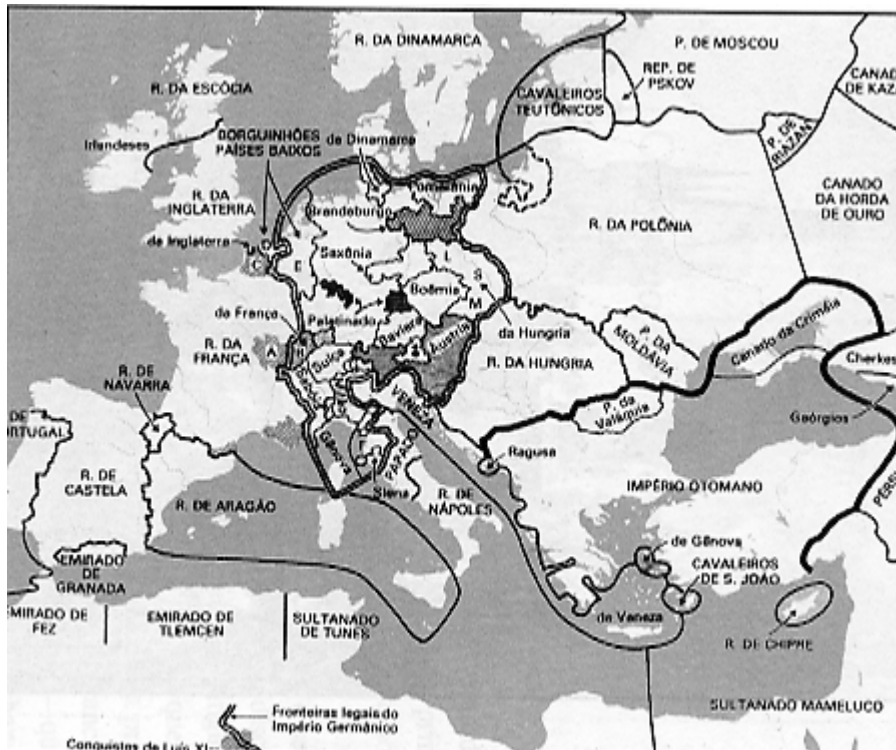 R. DA DINAMARCA
P. DE MOSCOU
R. DA ESCÓCIA
REP. DE
PSKOV
CANADO
DE KAZA
CAVALEIROS
TEUTÔNICOS
Irlandeses
BORGUINHÕES
PAÍSES BAIXOS
da Dinamarca
P. DE
RIAZAN
Pomerânia
R. DA
INGLATERRA
Brandeburgo
R. DA POLÔNIA
CANADO
DA HORDA
DE OURO
da Inglaterra
C
E
Saxônia
L
S
Boêmia
M
da França
Palatinado
Baviera
Áustria
da Hungria
R. DA
FRANÇA
A
Suíça
R. DA HUNGRIA
P. DA
MOLDÁVIA
Canado da Criméia
Cherkes
R. DE
NAVARRA
VENEZA
P. da
Valáquia
Geórgios
DE
PORTUGAL
Gênova
F
PAPADO
Ragusa
R. DE
CASTELA
Siena
IMPÉRIO OTOMANO
PÉRS
R. DE ARAGÃO
R. DE
NÁPOLES
de Gênova
EMIRADO
DE
GRANADA
CAVALEIROS
DE S. JOÃO
EMIRADO DE
FEZ
EMIRADO DE
TLEMCEN
SULTANADO
DE TUNES
de Veneza
R. DE CHIPRE
SULTANADO MAMELUCO
Fronteiras legais do
Império Germânico
Conquistas de Luís XI